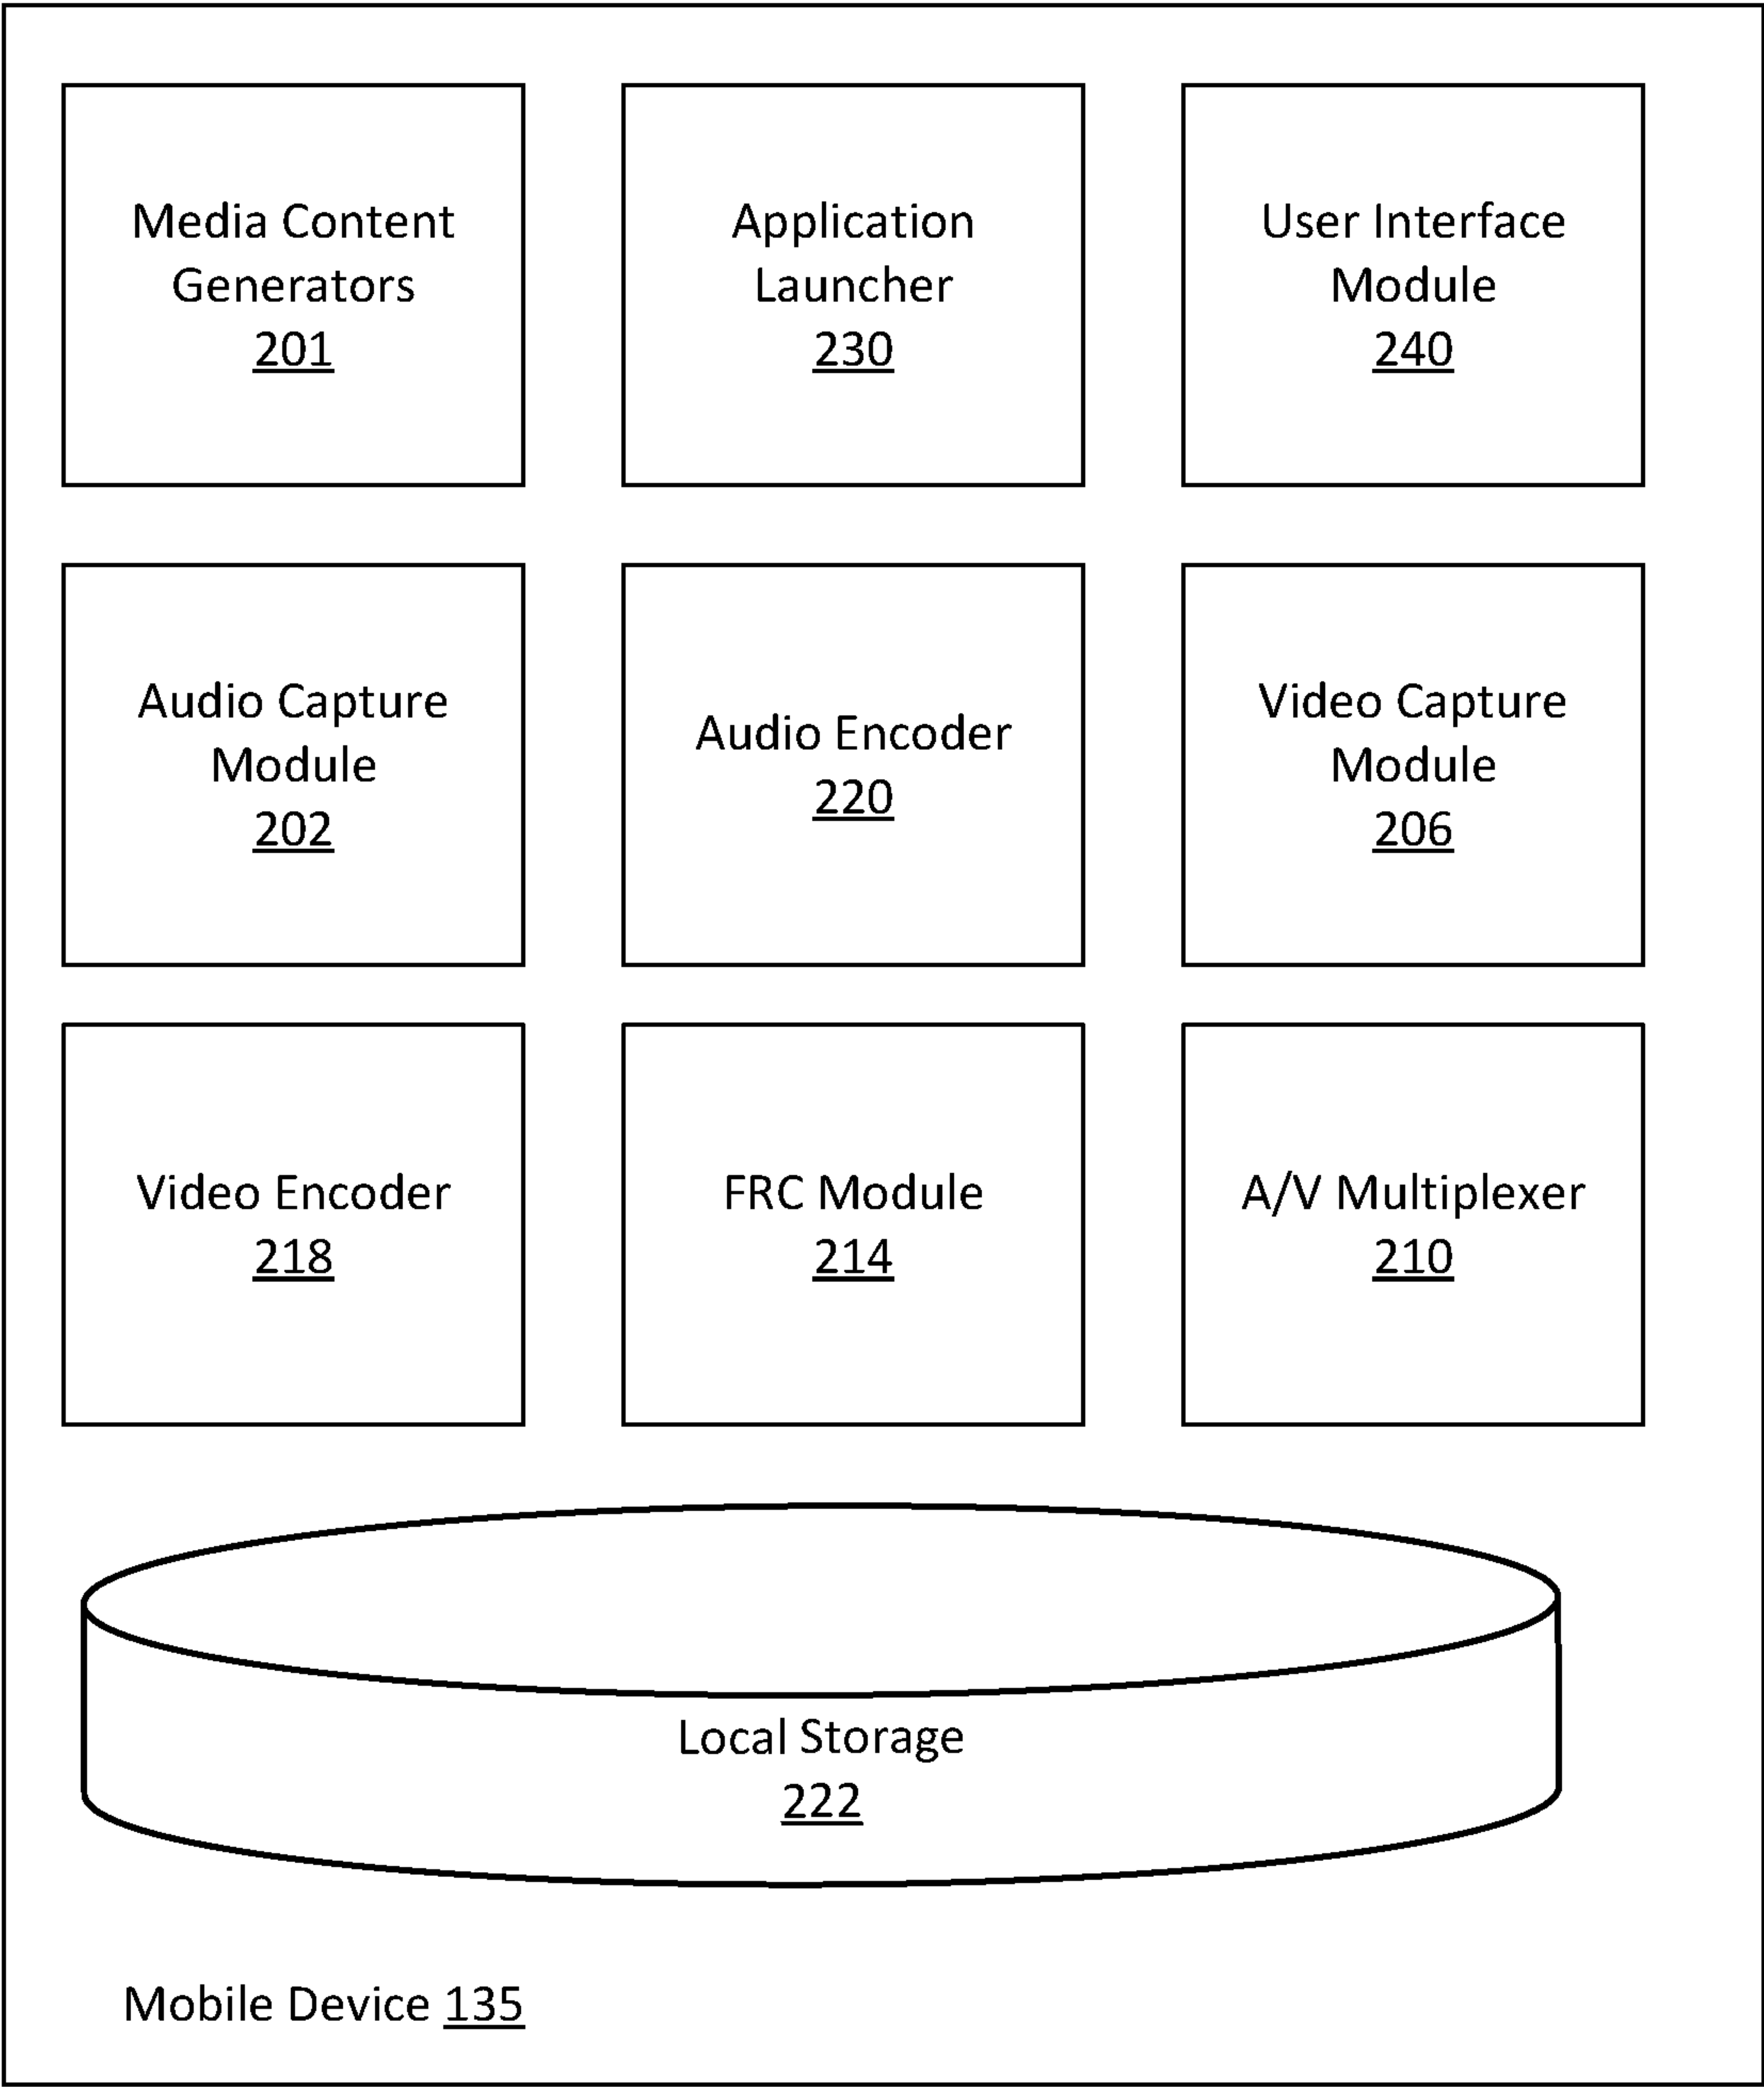 Media Content
Generators
201
Application
Launcher
230
User Interface
Module
240
Audio Capture
Module
202
Audio Encoder
220
Video Capture
Module
206
Video Encoder
218
FRC Module
214
A/V Multiplexer
210
Local Storage
222
Mobile Device 135